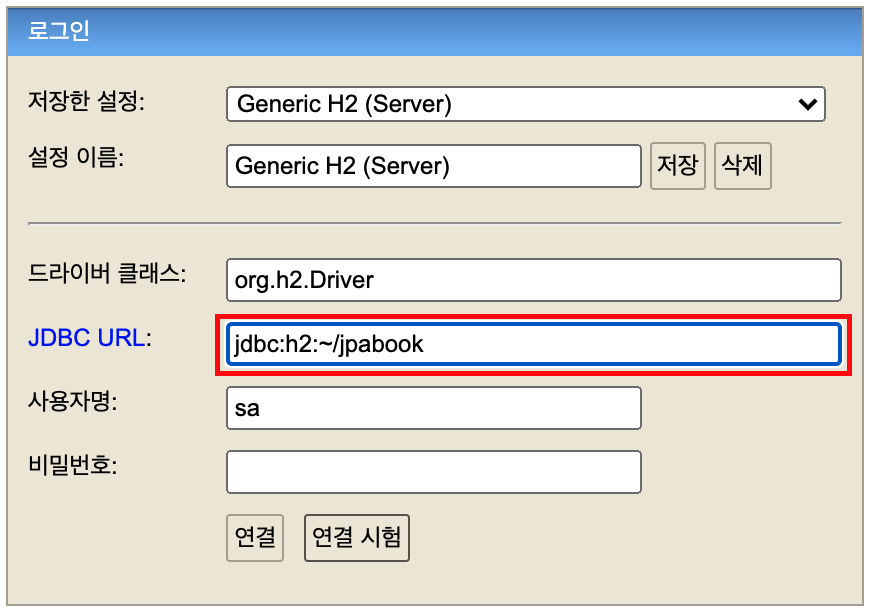 로그인
저장한 설정: Generic H2 (Server)
설정 이름: Generic H2 (Server) 저장 삭제
드라이버 클래스: org.h2.Driver
JDBC URL: jdbc:h2:~/jpabook
사용자명: sa
비밀번호:
연결 연결 시험